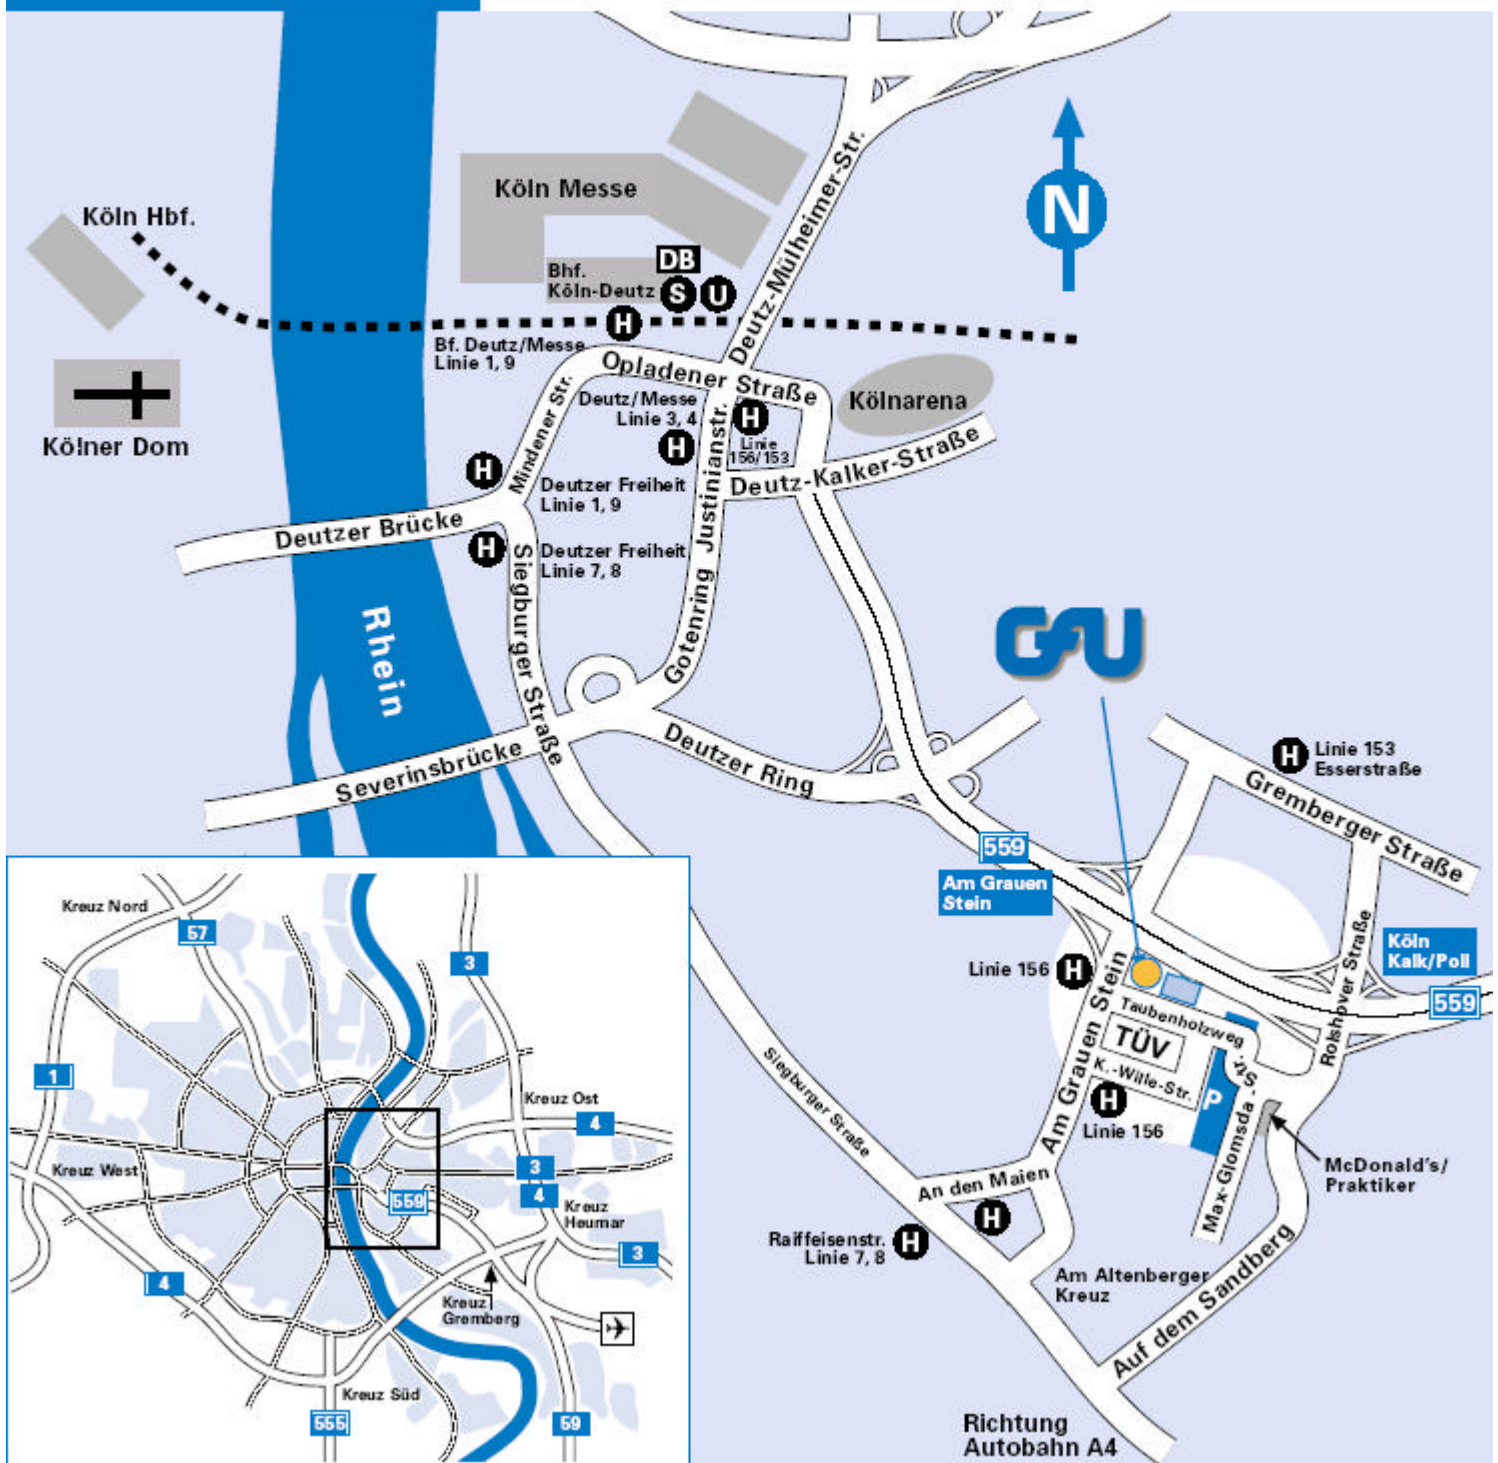 Köln Messe
N
Köln Hbf.
DB
Bhf.
Köln-Deutz
S
U
H
Bf. Deutz/Messe
Linie 1, 9
Deutz-Mülheimer-Str.
Opladener Straße
Kölnarena
Kölner Dom
Mindener Str.
Deutz/Messe
Linie 3, 4
H
H
Linie
156/153
Justinianstr.
Deutz-Kalker-Straße
H
Deutzer Freiheit
Linie 1, 9
Deutzer Brücke
H
Deutzer Freiheit
Linie 7, 8
Siegburger Straße
Gotenring
Rhein
GFU
Severinsbrücke
Deutzer Ring
H
Linie 153
Esserstraße
Gremberger Straße
559
Am Grauen
Stein
Köln
Kalk/Poll
559
Rolshover Straße
Linie 156
H
Am Grauen Stein
Taubenholzweg
TÜV
K.-Wille-Str.
P
H
Linie 156
Max-Glomsda-Str.
McDonald's/
Praktiker
Siegburger Straße
An den Maien
H
Raiffeisenstr.
Linie 7, 8
H
Am Altenberger
Kreuz
Auf dem Sandberg
Richtung
Autobahn A4
Kreuz Nord
57
3
1
Kreuz Ost
4
Kreuz West
3
4
559
Kreuz
Heumar
3
4
Kreuz
Gremberg
Kreuz Süd
555
59